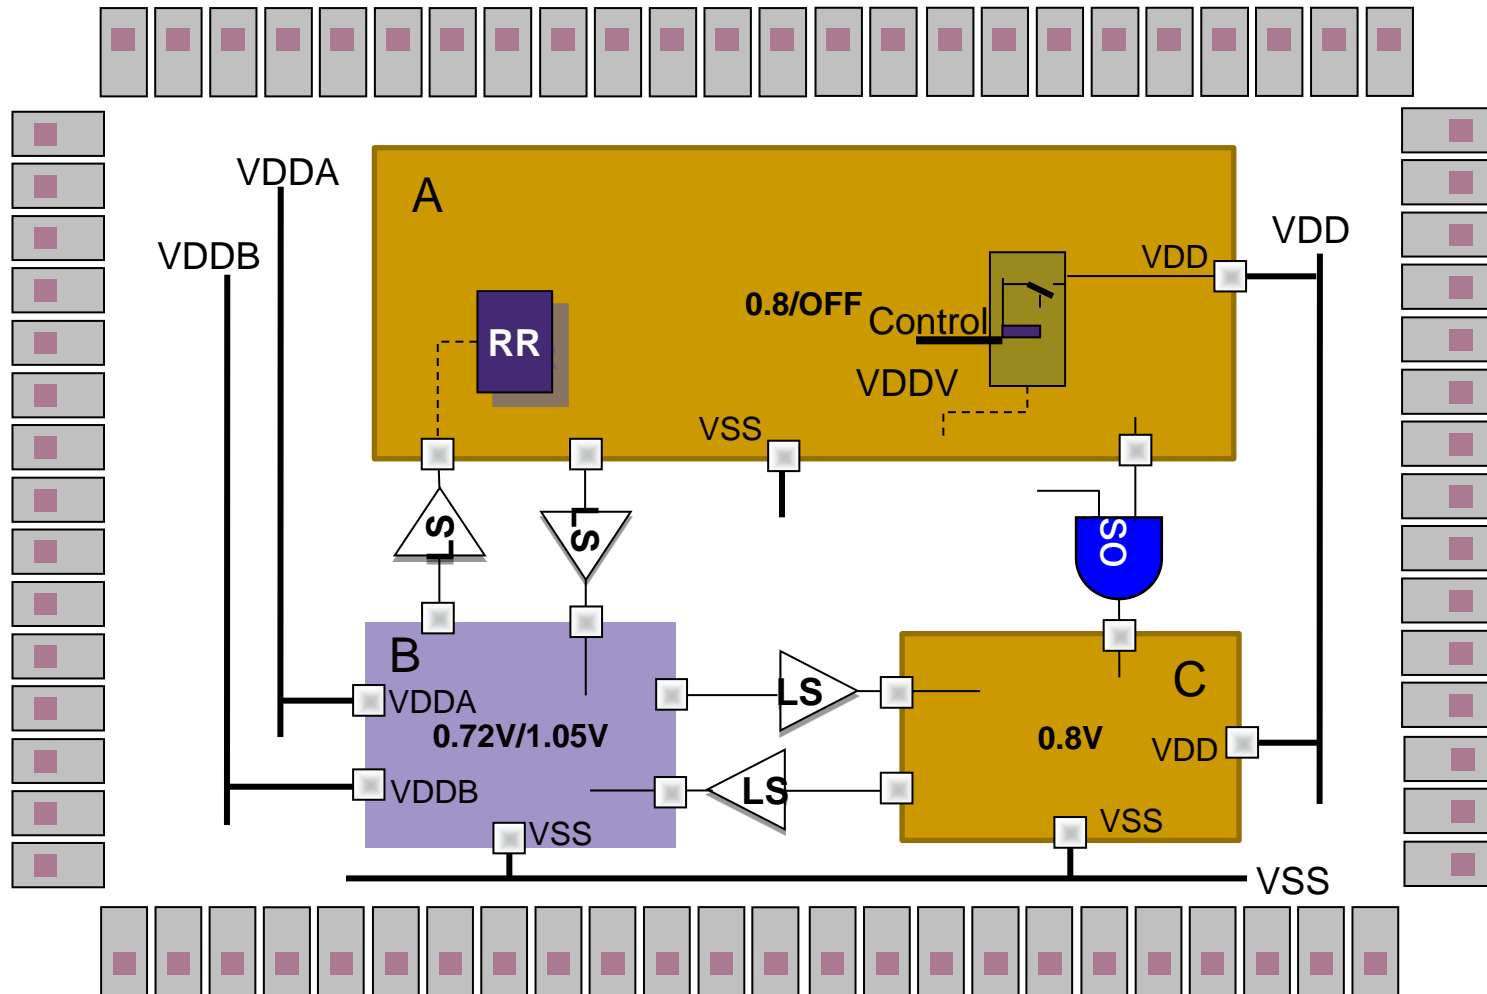 VDDA
A
VDD
VDD
VDDB
0.8/OFF
Control
RR
VDDV
VSS
LS
LS
SO
B
C
VDDA
LS
0.72V/1.05V
0.8V
VDD
VDDB
LS
VSS
VSS
VSS